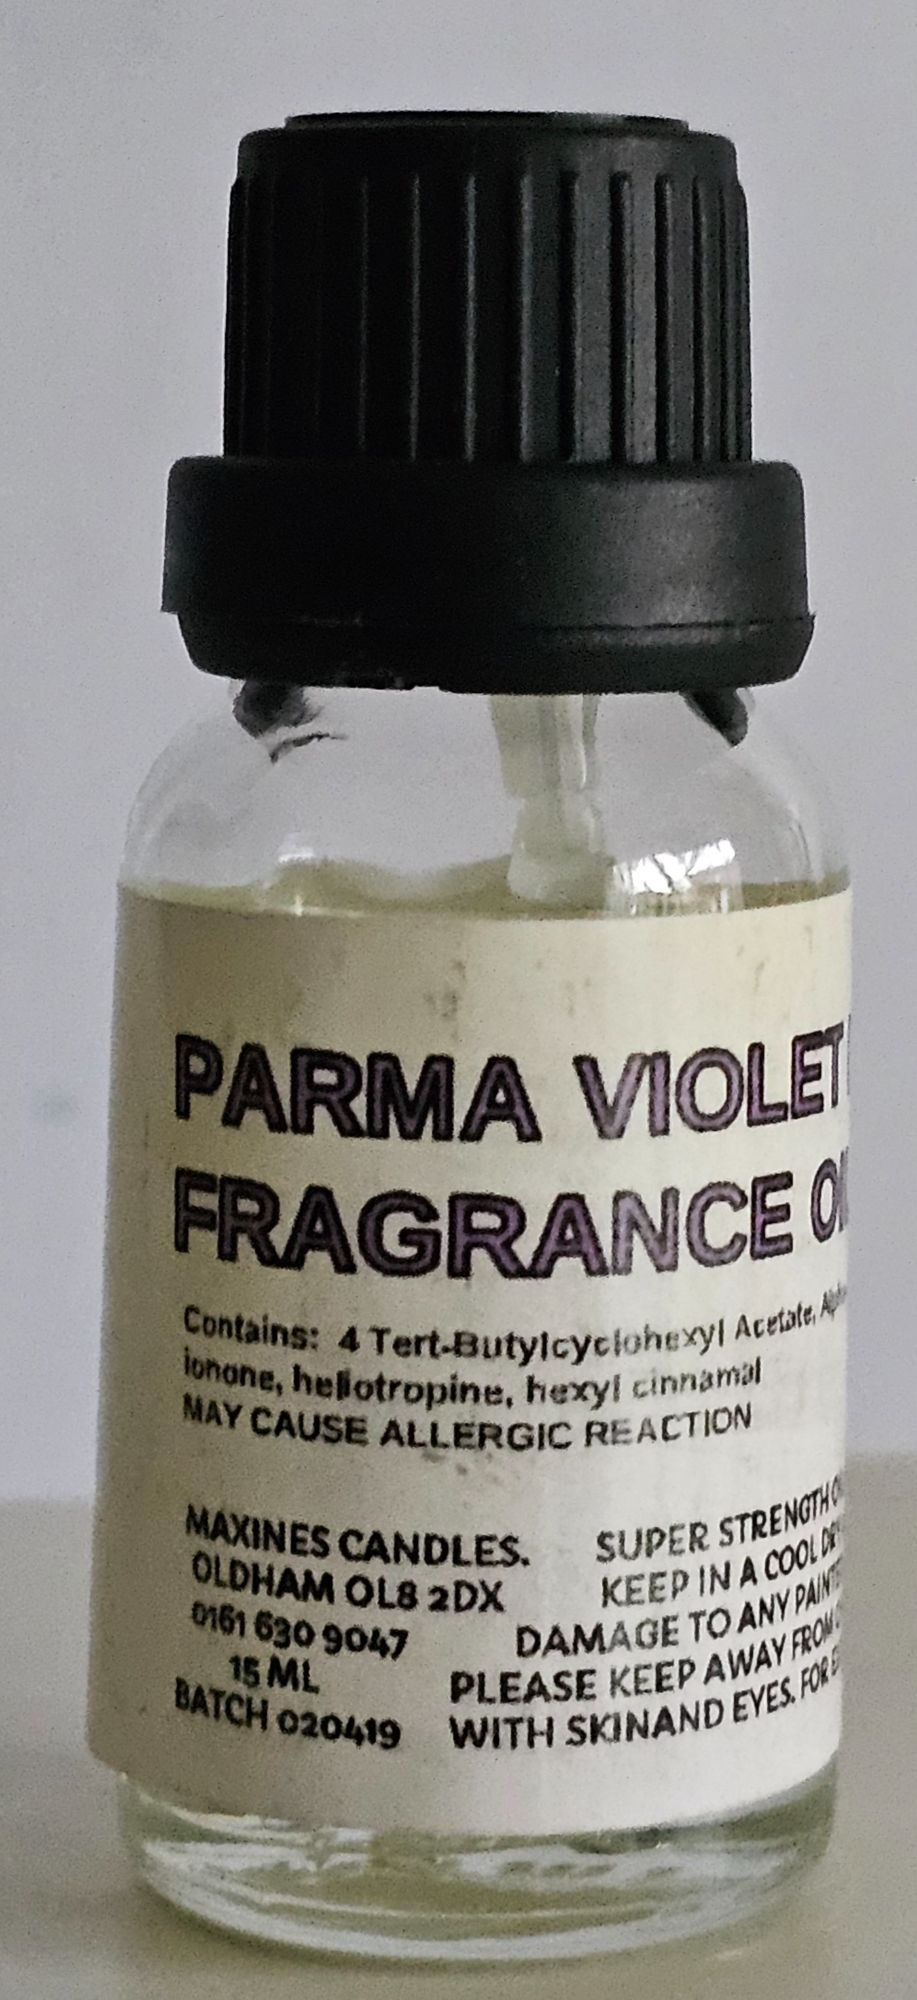 PARMA VIOLET
FRAGRANCE
Contains: 4 Tert-Butylcyclohexyl Acetate,
ionone, heliotropine, hexyl cinnamal
MAY CAUSE ALLERGIC REACTION
MAXINES CANDLES.
OLDHAM OL8 2DX
0161 630 9047
15 ML
BATCH 020419
SUPER STRENGTH
KEEP IN A COOL
DAMAGE TO ANY
PLEASE KEEP AWAY FROM
WITH SKINAND EYES. FOR